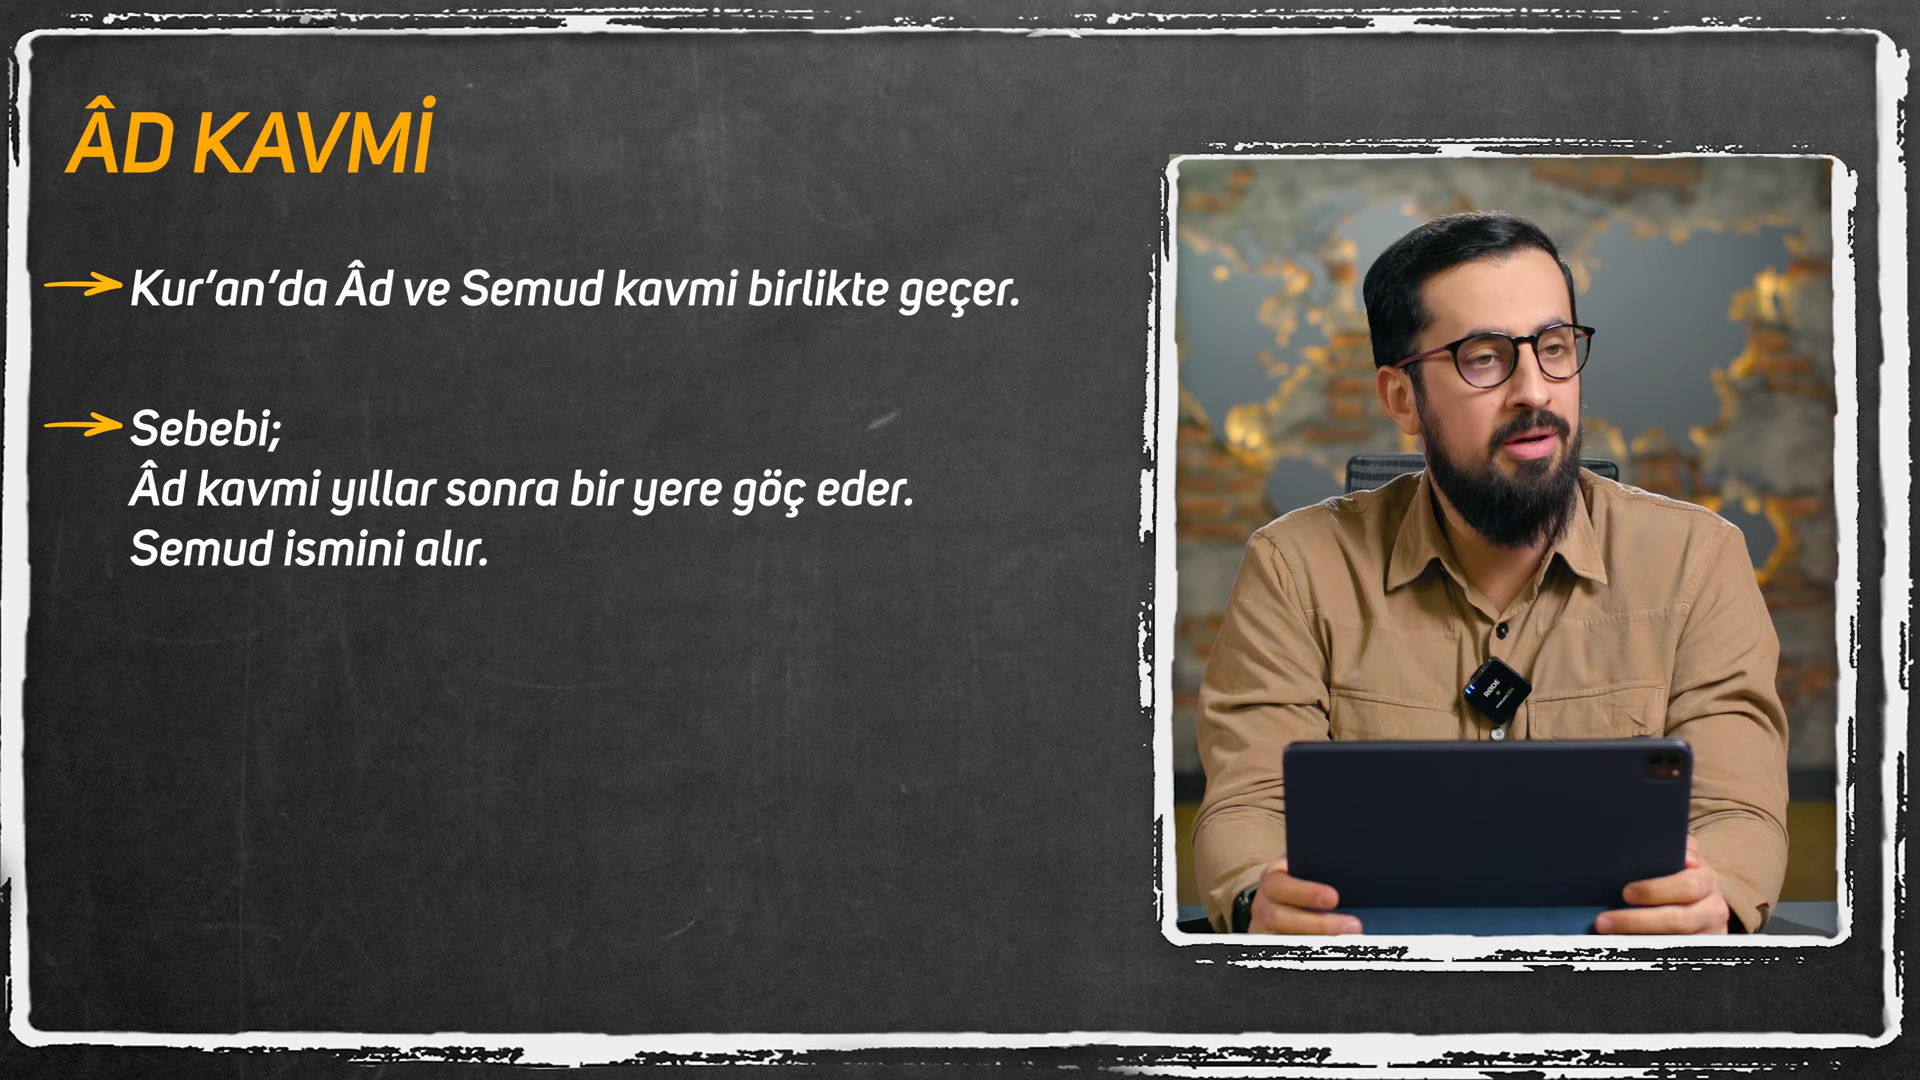 ÂD KAVMİ
Kur’an’da Âd ve Semud kavmi birlikte geçer.
Sebebi;
Âd kavmi yıllar sonra bir yere göç eder.
Semud ismini alır.
RØDE